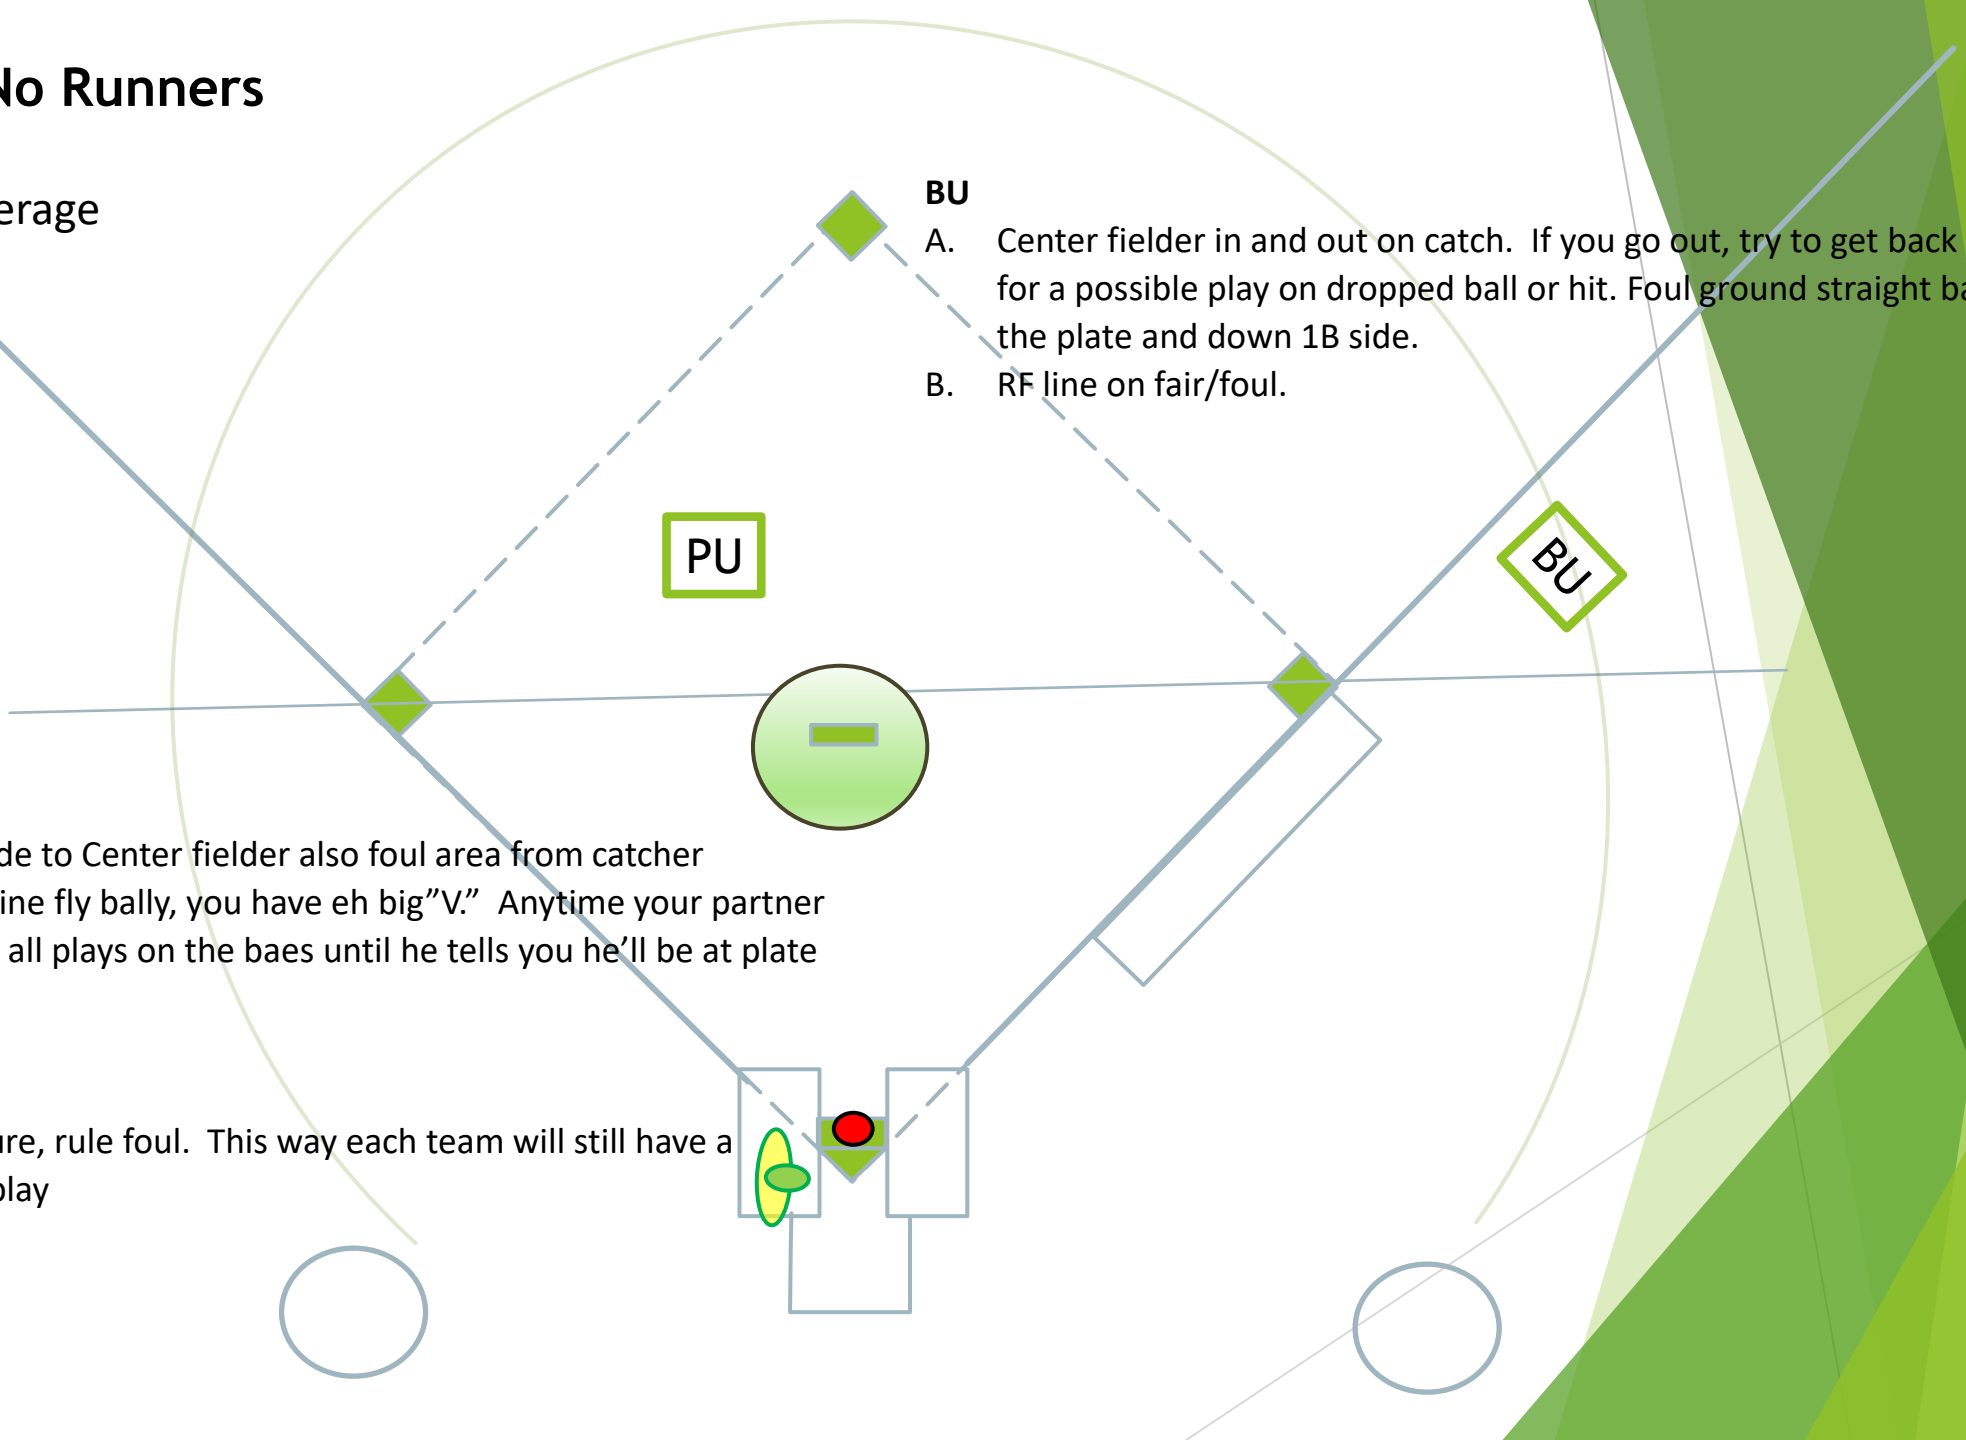 No Runners
erage
BU
A. Center fielder in and out on catch. If you go out, try to get back
for a possible play on dropped ball or hit. Foul ground straight ba
the plate and down 1B side.
B. RF line on fair/foul.
PU
BU
de to Center fielder also foul area from catcher
ine fly bally, you have eh big”V.” Anytime your partner
all plays on the baes until he tells you he’ll be at plate
ure, rule foul. This way each team will still have a
play